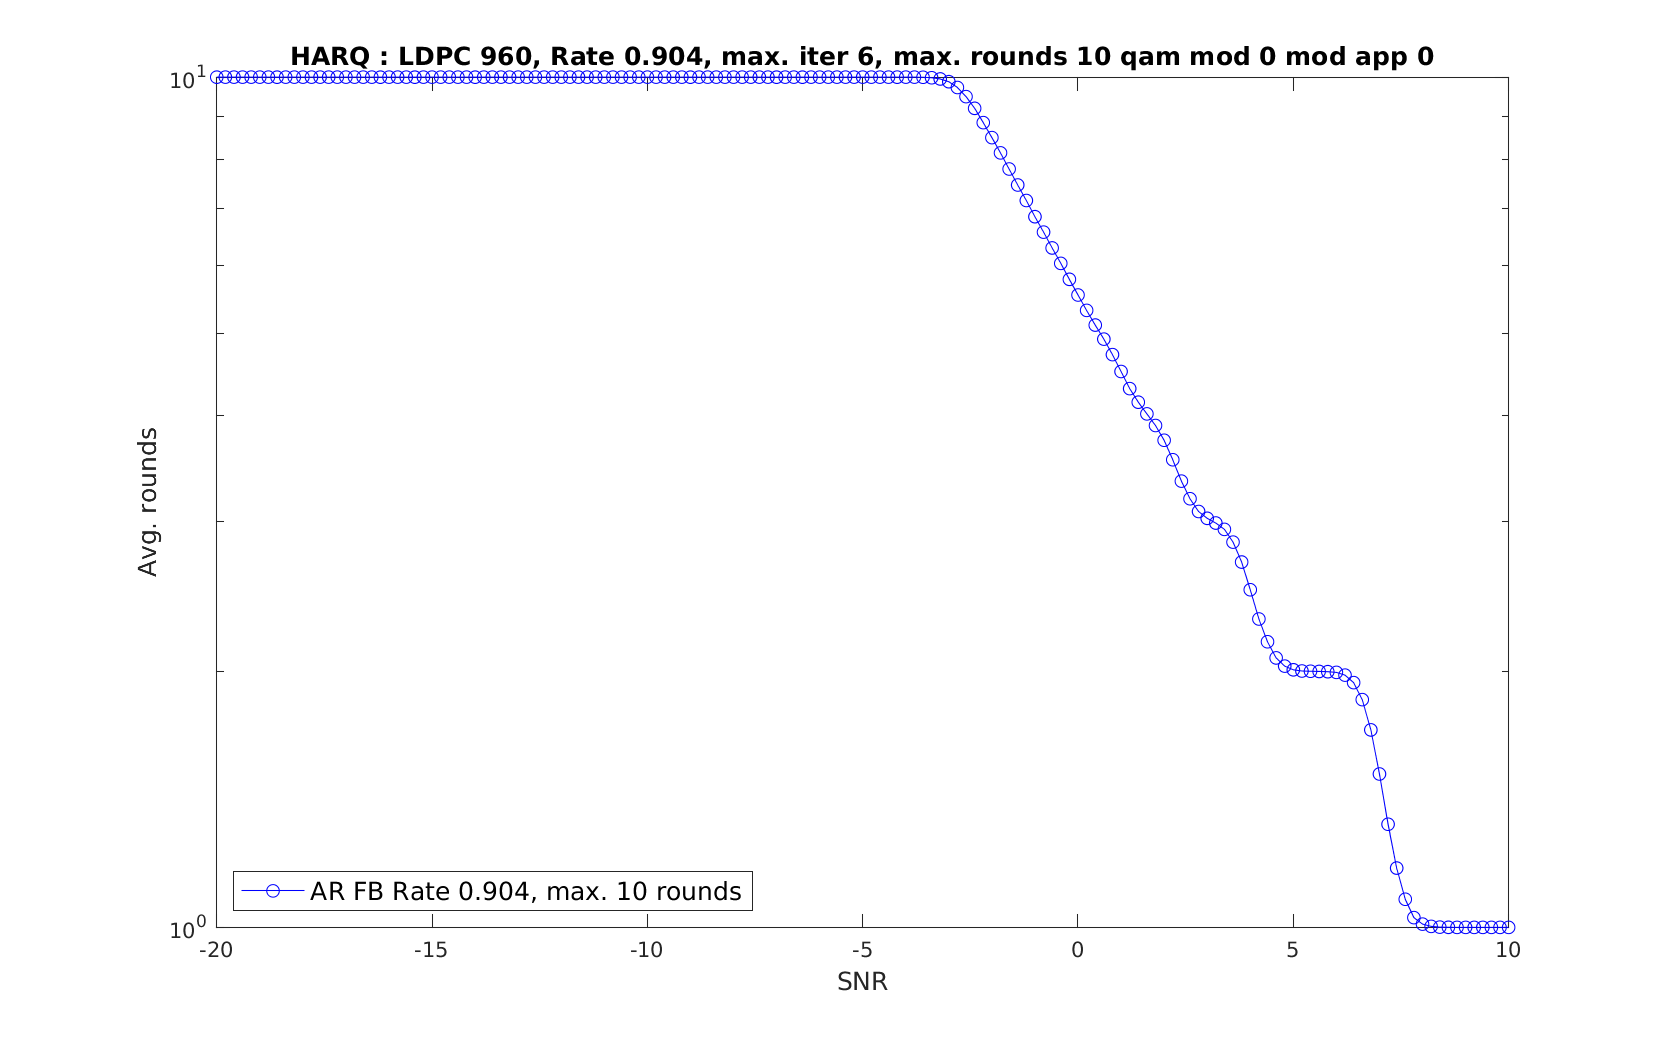 HARQ : LDPC 960, Rate 0.904, max. iter 6, max. rounds 10 qam mod 0 mod app 0
10^1
Avg. rounds
AR FB Rate 0.904, max. 10 rounds
10^0
-20 -15 -10 -5 0 5 10
SNR